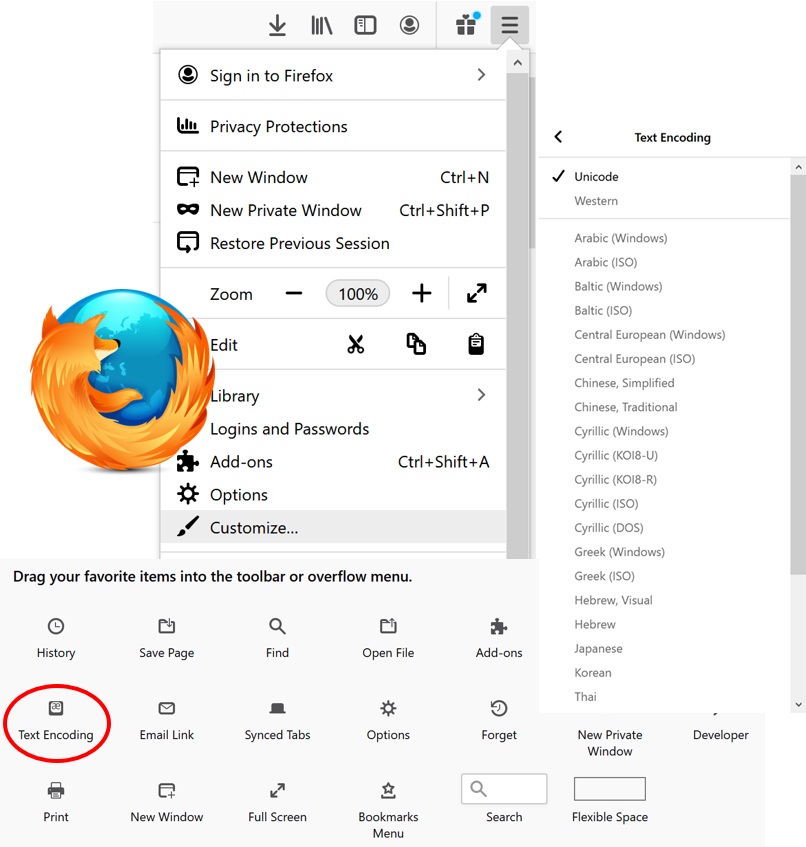 Sign in to Firefox
Privacy Protections
New Window Ctrl+N
New Private Window Ctrl+Shift+P
Restore Previous Session
Zoom 100%
Edit
Library
Logins and Passwords
Add-ons Ctrl+Shift+A
Options
Customize...
Text Encoding
Unicode
Western
Arabic (Windows)
Arabic (ISO)
Baltic (Windows)
Baltic (ISO)
Central European (Windows)
Central European (ISO)
Chinese, Simplified
Chinese, Traditional
Cyrillic (Windows)
Cyrillic (KOI8-U)
Cyrillic (KOI8-R)
Cyrillic (ISO)
Cyrillic (DOS)
Greek (Windows)
Greek (ISO)
Hebrew, Visual
Hebrew
Japanese
Korean
Thai
Drag your favorite items into the toolbar or overflow menu.
History Save Page Find Open File Add-ons
æ
Text Encoding Email Link Synced Tabs Options Forget New Private Developer
Window
Print New Window Full Screen Bookmarks Search Flexible Space
Menu